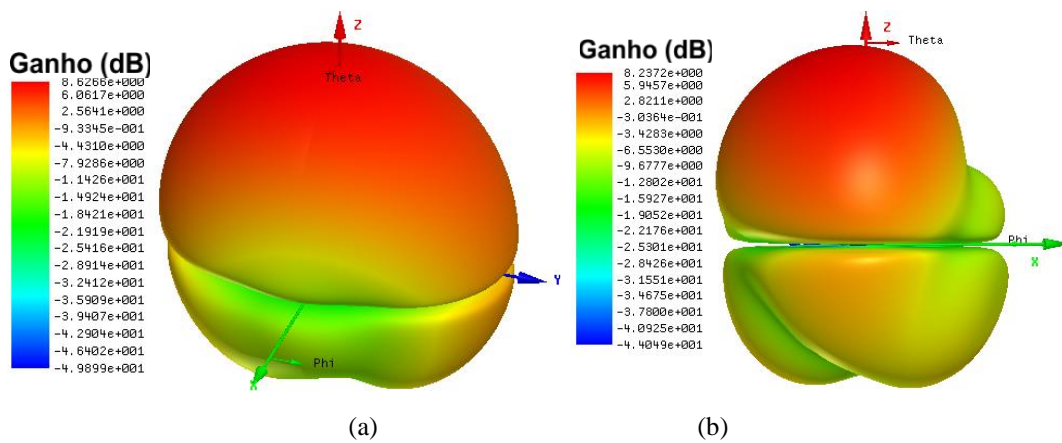 Ganho (dB)
8.6266e+000
6.0617e+000
2.5641e+000
-9.3345e-001
-4.4310e+000
-7.9286e+000
-1.1426e+001
-1.4924e+001
-1.8421e+001
-2.1919e+001
-2.5416e+001
-2.8914e+001
-3.2412e+001
-3.5909e+001
-3.9407e+001
-4.2904e+001
-4.6402e+001
-4.9899e+001
Z
Theta
Y
Phi
X
(a)
Ganho (dB)
8.2372e+000
5.9457e+000
2.8211e+000
-3.0364e-001
-3.4283e+000
-6.5530e+000
-9.6777e+000
-1.2802e+001
-1.5927e+001
-1.9052e+001
-2.2176e+001
-2.5301e+001
-2.8426e+001
-3.1551e+001
-3.4675e+001
-3.7800e+001
-4.0925e+001
-4.4049e+001
Z
Theta
Phi
X
(b)